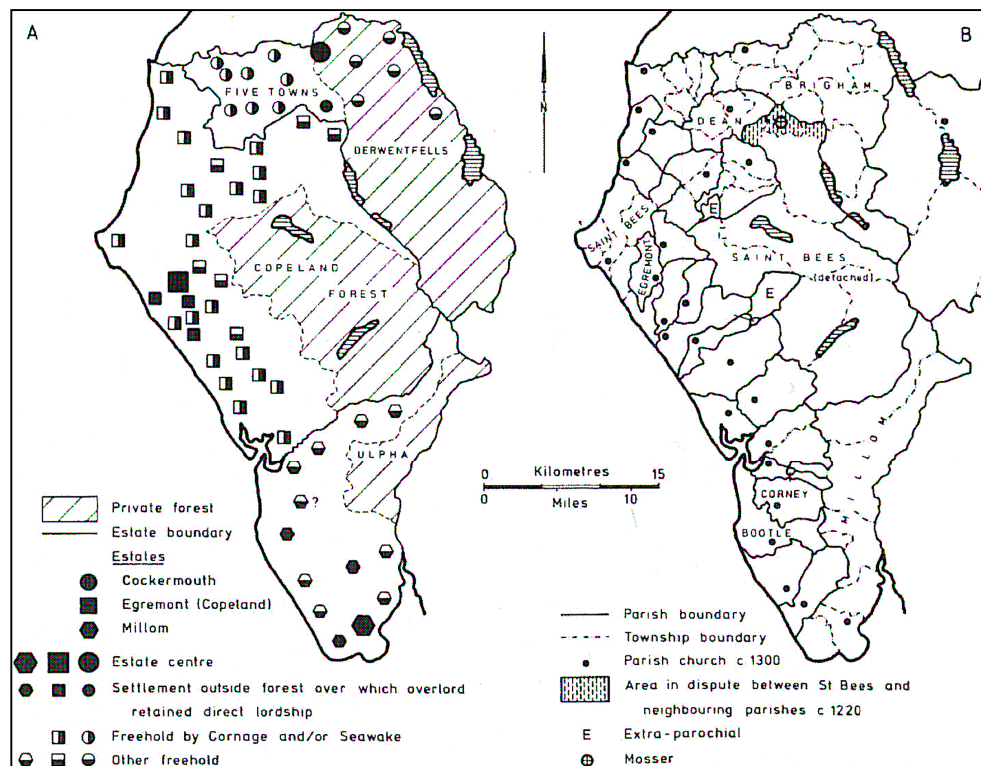 A
FIVE TOWNS
DERWENTFELLS
COPELAND
FOREST
ULPHA
?
Private forest
Estate boundary
Estates
Cockermouth
Egremont (Copeland)
Millom
Estate centre
Settlement outside forest over which overlord
retained direct lordship
Freehold by Cornage and/or Seawake
Other freehold
N
0 Kilometres 15
0 Miles 10
B
BRIGHAM
DEAN
E
SAINT BEES
EGREMONT
SAINT BEES
(detached)
E
MILLOM
CORNEY
BOOTLE
Parish boundary
Township boundary
Parish church c 1300
Area in dispute between St Bees and
neighbouring parishes c 1220
E Extra-parochial
Mosser